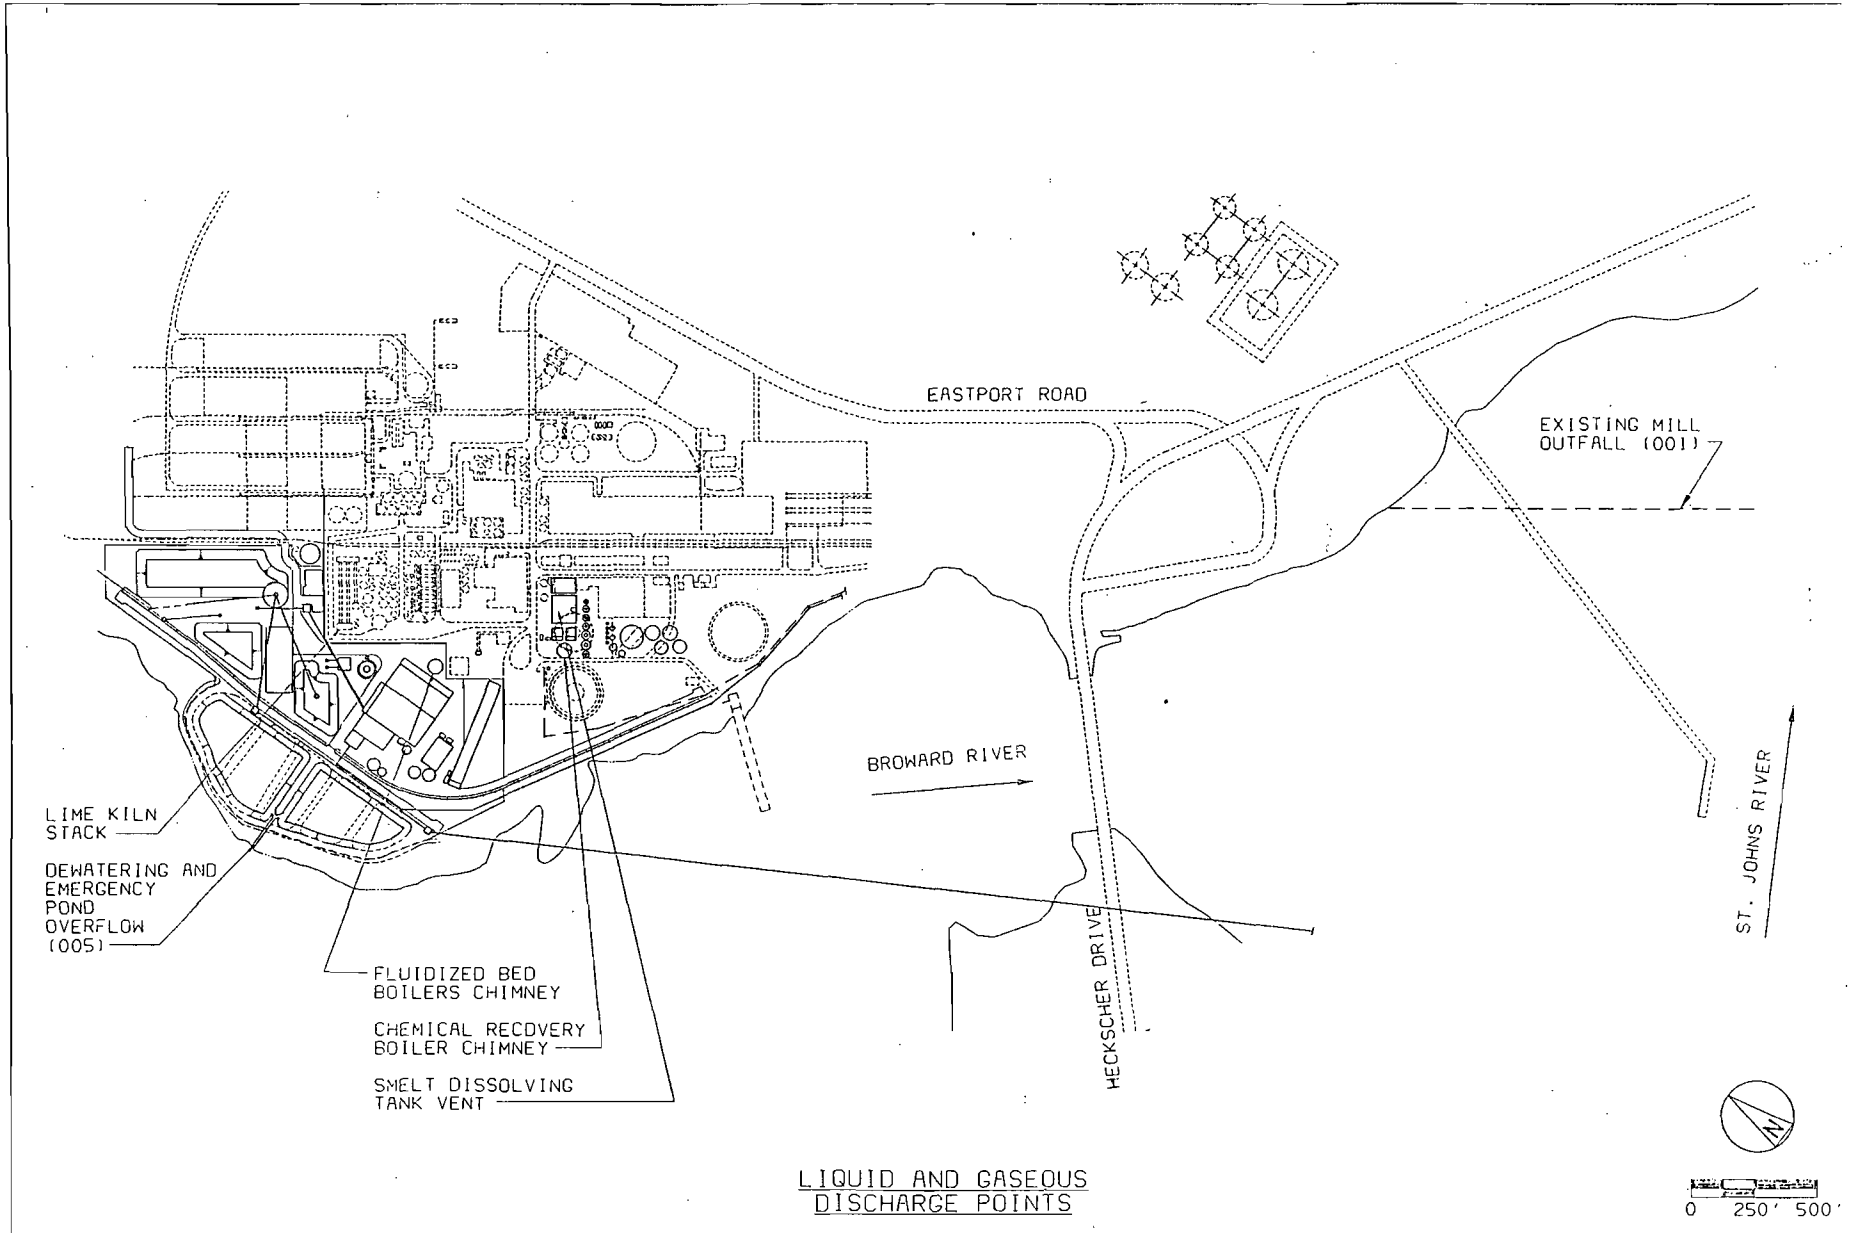 EASTPORT ROAD
EXISTING MILL
OUTFALL (001)
BROWARD RIVER
ST. JOHNS RIVER
HECKSCHER DRIVE
LIME KILN
STACK
DEWATERING AND
EMERGENCY
POND
OVERFLOW
(005)
FLUIDIZED BED
BOILERS CHIMNEY
CHEMICAL RECOVERY
BOILER CHIMNEY
SMELT DISSOLVING
TANK VENT
N
0 250' 500'
LIQUID AND GASEOUS
DISCHARGE POINTS